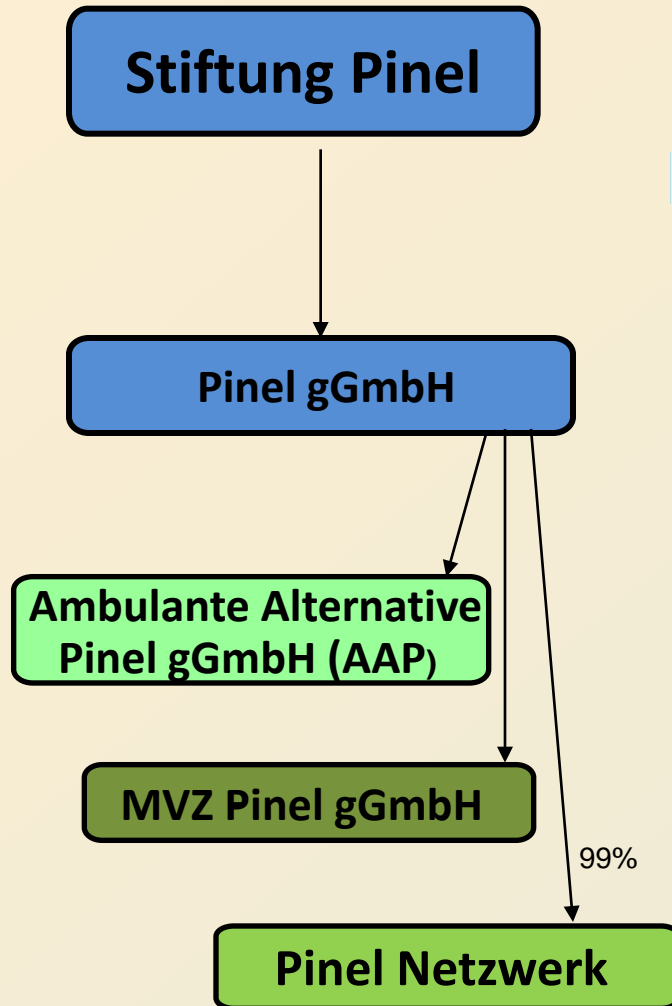 Stiftung Pinel
Pinel gGmbH
Ambulante Alternative
Pinel gGmbH (AAP)
MVZ Pinel gGmbH
99%
Pinel Netzwerk